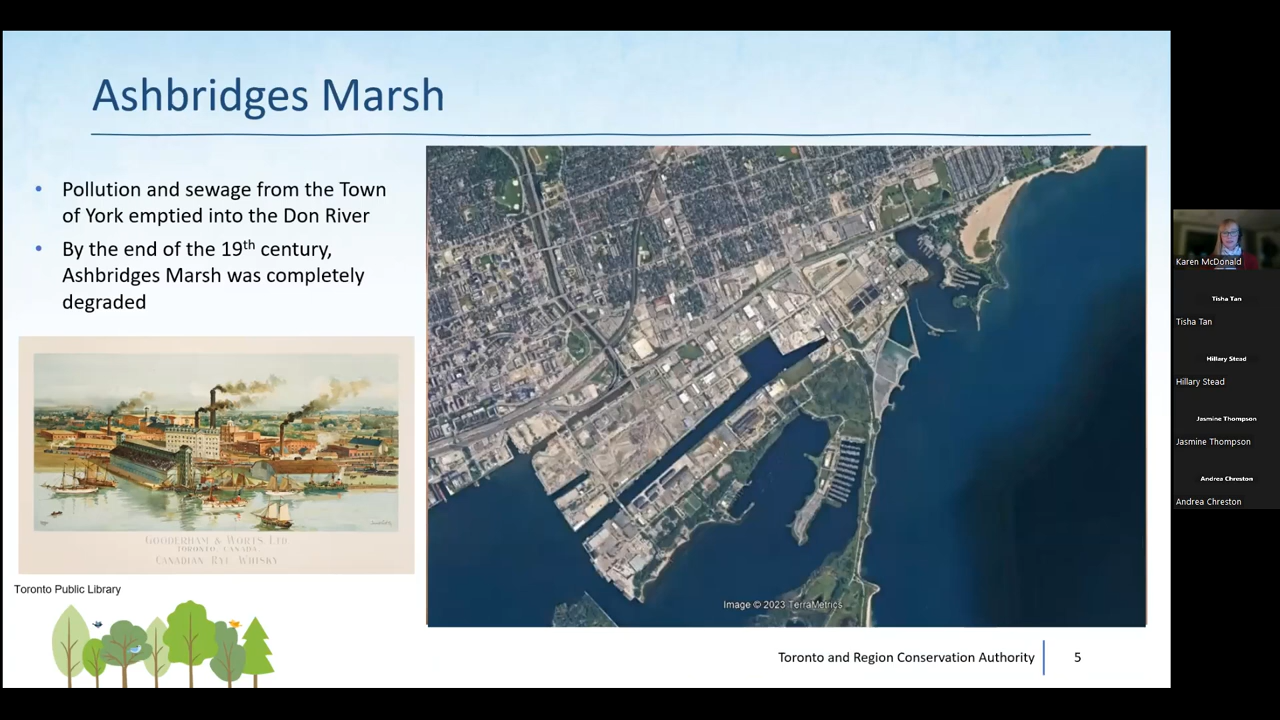 Ashbridges Marsh
• Pollution and sewage from the Town
of York emptied into the Don River
• By the end of the 19th century,
Ashbridges Marsh was completely
degraded
GOODERHAM & WORTS LTD
TORONTO, CANADA
CANADIAN RYE WHISKY
Toronto Public Library
Image © 2023 TerraMetrics
Toronto and Region Conservation Authority
5
Karen McDonald
Tisha Tan
Tisha Tan
Hillary Stead
Hillary Stead
Jasmine Thompson
Jasmine Thompson
Andrea Chreston
Andrea Chreston